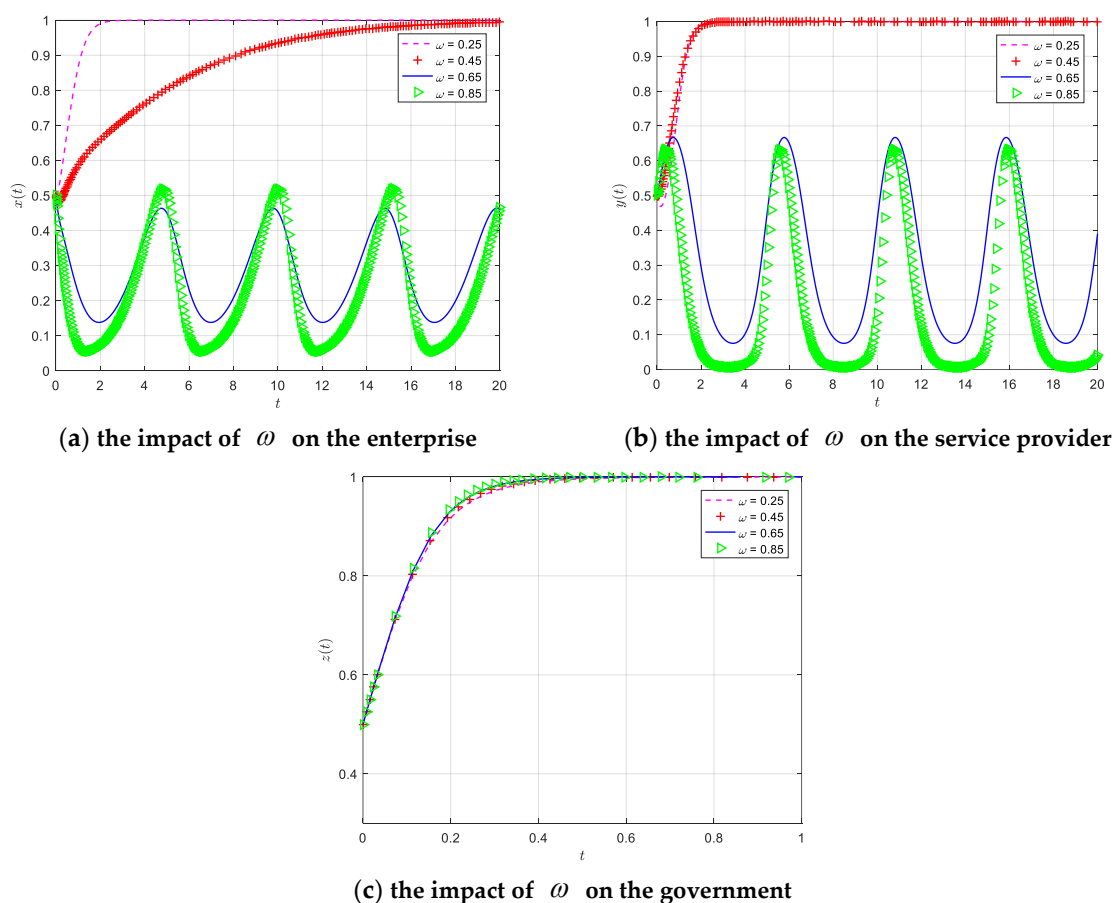 1
0.9
0.8
0.7
0.6
0.5
0.4
0.3
0.2
0.1
0
x(t)
0 2 4 6 8 10 12 14 16 18 20
t
ω = 0.25
ω = 0.45
ω = 0.65
ω = 0.85
(a) the impact of ω on the enterprise
1
0.9
0.8
0.7
0.6
0.5
0.4
0.3
0.2
0.1
0
y(t)
0 2 4 6 8 10 12 14 16 18 20
t
ω = 0.25
ω = 0.45
ω = 0.65
ω = 0.85
(b) the impact of ω on the service provider
1
0.8
0.6
0.4
z(t)
0 0.2 0.4 0.6 0.8 1
t
ω = 0.25
ω = 0.45
ω = 0.65
ω = 0.85
(c) the impact of ω on the government